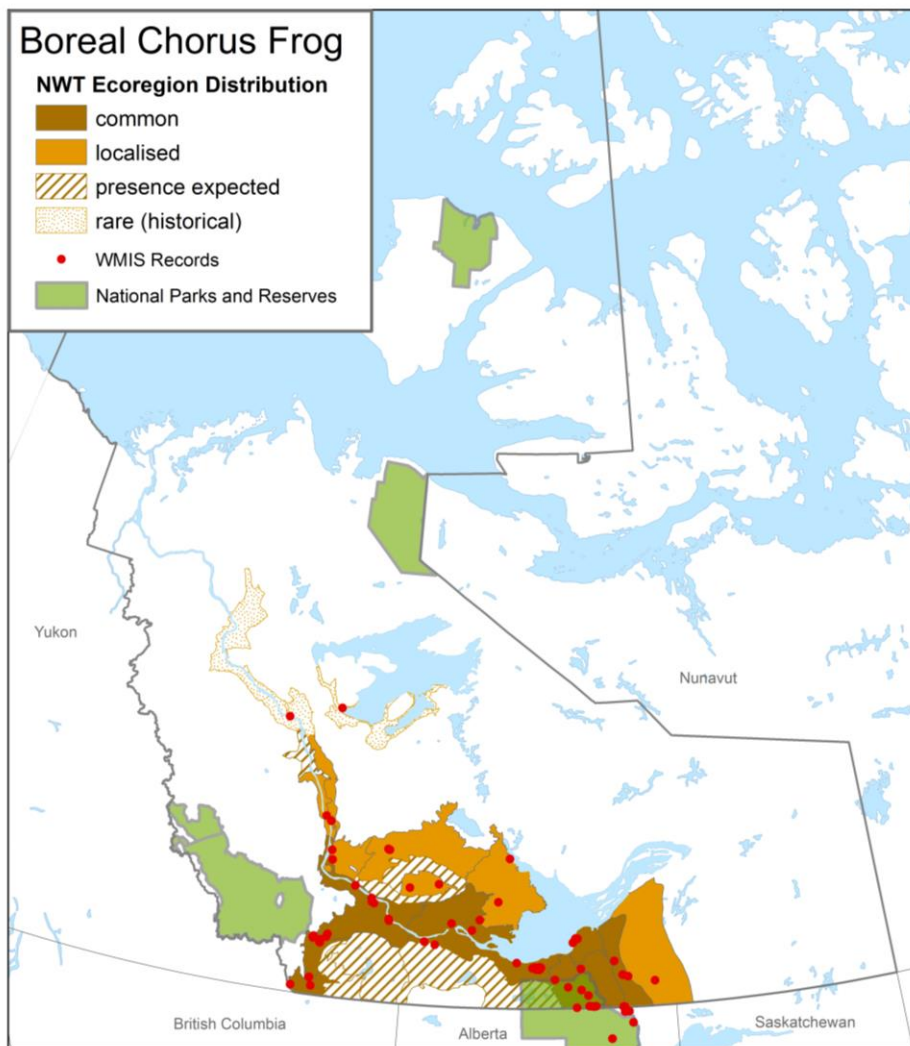 Boreal Chorus Frog
NWT Ecoregion Distribution
common
localised
presence expected
rare (historical)
WMIS Records
National Parks and Reserves
Yukon
Nunavut
British Columbia
Alberta
Saskatchewan